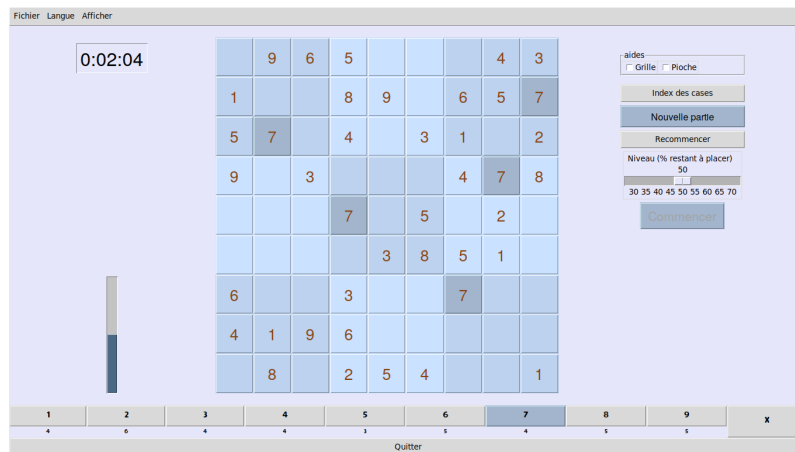 Fichier Langue Afficher
0:02:04
9 6 5 4 3
1 8 9 6 5 7
5 7 4 3 1 2
9 3 4 7 8
7 5 2
3 8 5 1
6 3 7
4 1 9 6
8 2 5 4 1
aides
Grille Pioche
Index des cases
Nouvelle partie
Recommencer
Niveau (% restant à placer)
50
30 35 40 45 50 55 60 65 70
Commencer
1 2 3 4 5 6 7 8 9 x
4 6 4 4 3 5 4 5 5
Quitter